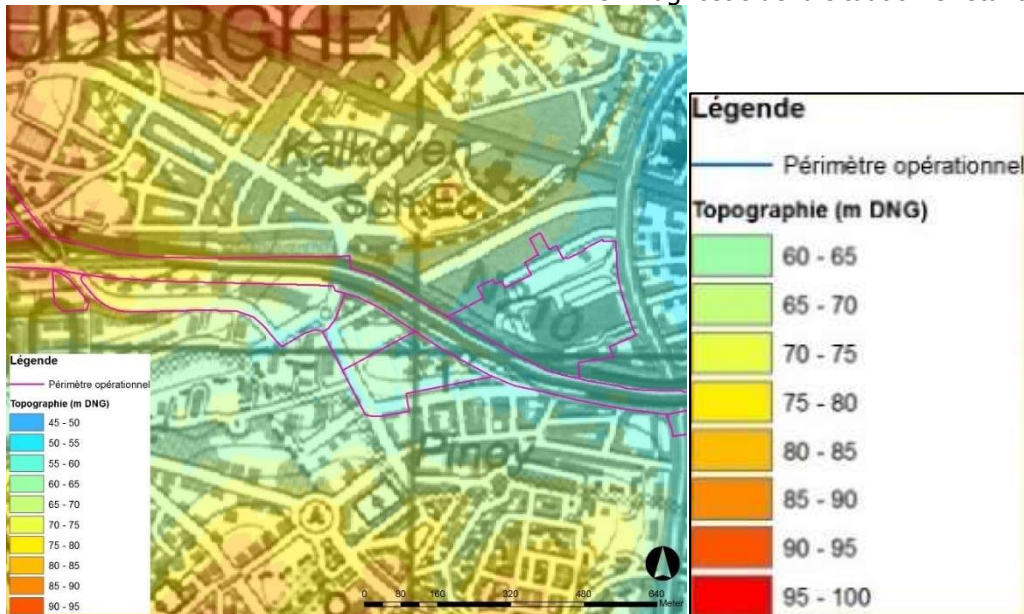 UDERGHEM
Kalkoven
Sch.Ec.
Pinoy
Légende
Périmètre opérationnel
Topographie (m DNG)
45 - 50
50 - 55
55 - 60
60 - 65
65 - 70
70 - 75
75 - 80
80 - 85
85 - 90
90 - 95
0 80 160 320 480 640
Meter
Légende
Périmètre opérationnel
Topographie (m DNG)
60 - 65
65 - 70
70 - 75
75 - 80
80 - 85
85 - 90
90 - 95
95 - 100